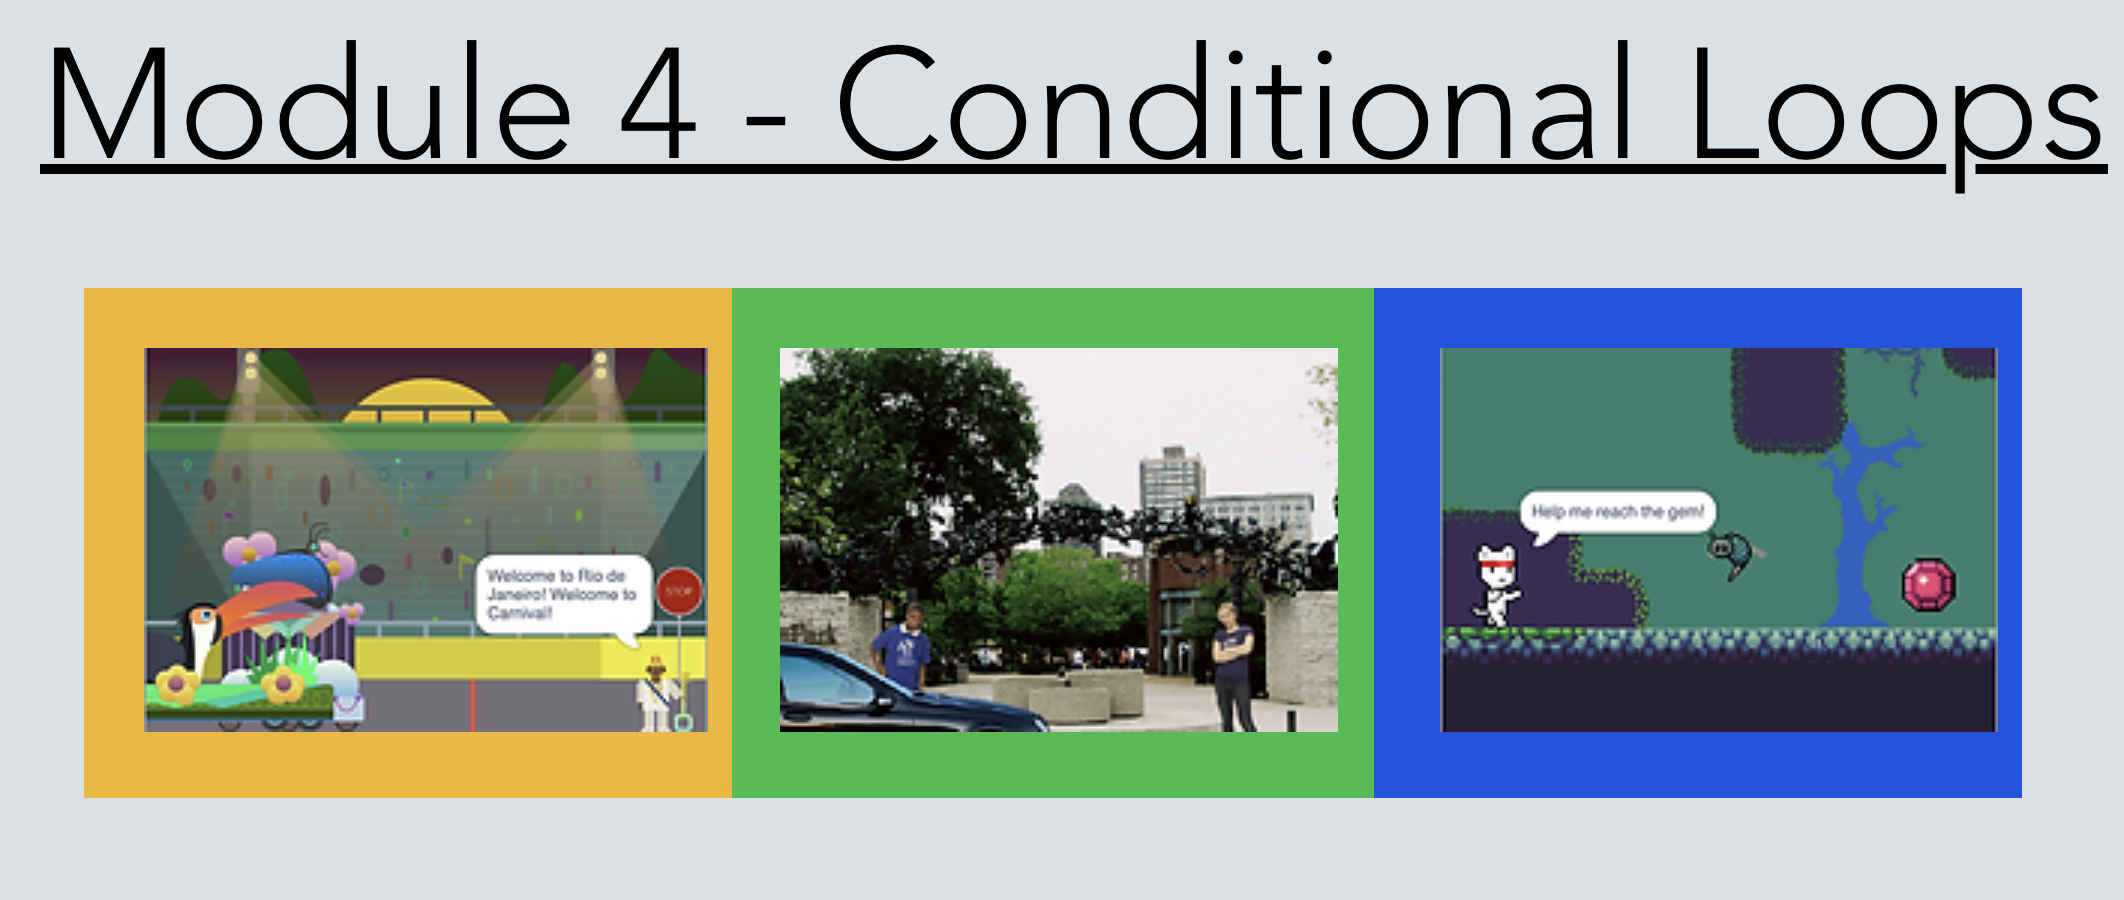 Module 4 - Conditional Loops
Welcome to Rio de
Janeiro! Welcome to
Carnival!
STOP
Help me reach the gem!